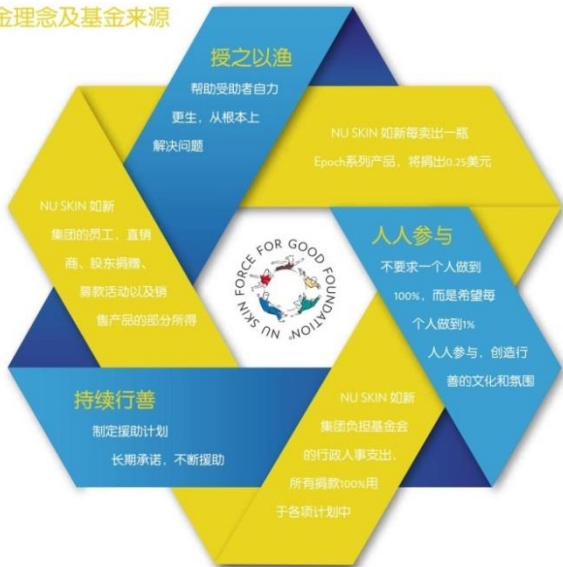 金理念及基金来源
授之以渔
帮助受助者自力
更生，从根本上
解决问题
NU SKIN 如新每卖出一瓶
Epoch系列产品，将捐出0.25美元
NU SKIN 如新
集团的员工、直销
商、股东捐赠、
募款活动以及销
售产品的部分所得
NU SKIN FORCE FOR GOOD FOUNDATION
人人参与
不要求一个人做到
100%，而是希望每
个人做到1%
人人参与，创造行
善的文化和氛围
持续行善
制定援助计划
长期承诺，不断援助
NU SKIN 如新
集团负担基金会
的行政人事支出，
所有捐款100%用
于各项计划中